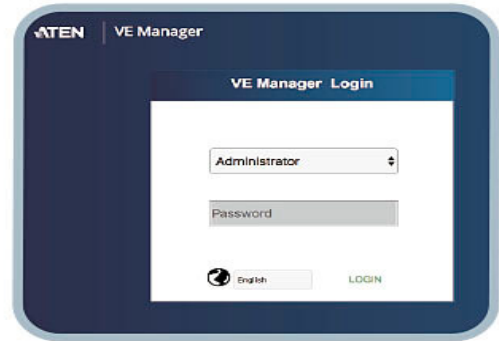 ATEN VE Manager
VE Manager Login
Administrator
Password
English LOGIN